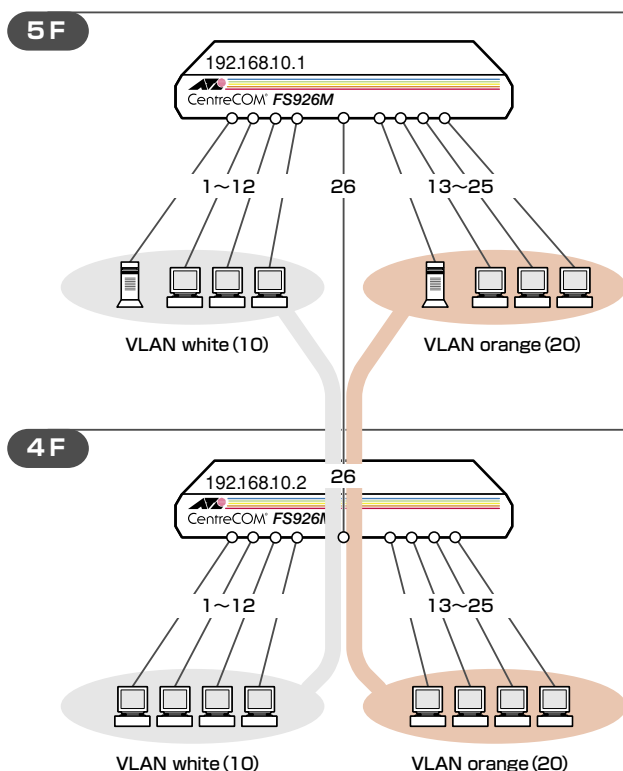 5F
192.168.10.1
CentreCOM® FS926M
1～12
26
13～25
VLAN white (10)
VLAN orange (20)
4F
192.168.10.2
26
CentreCOM® FS926M
1～12
13～25
VLAN white (10)
VLAN orange (20)